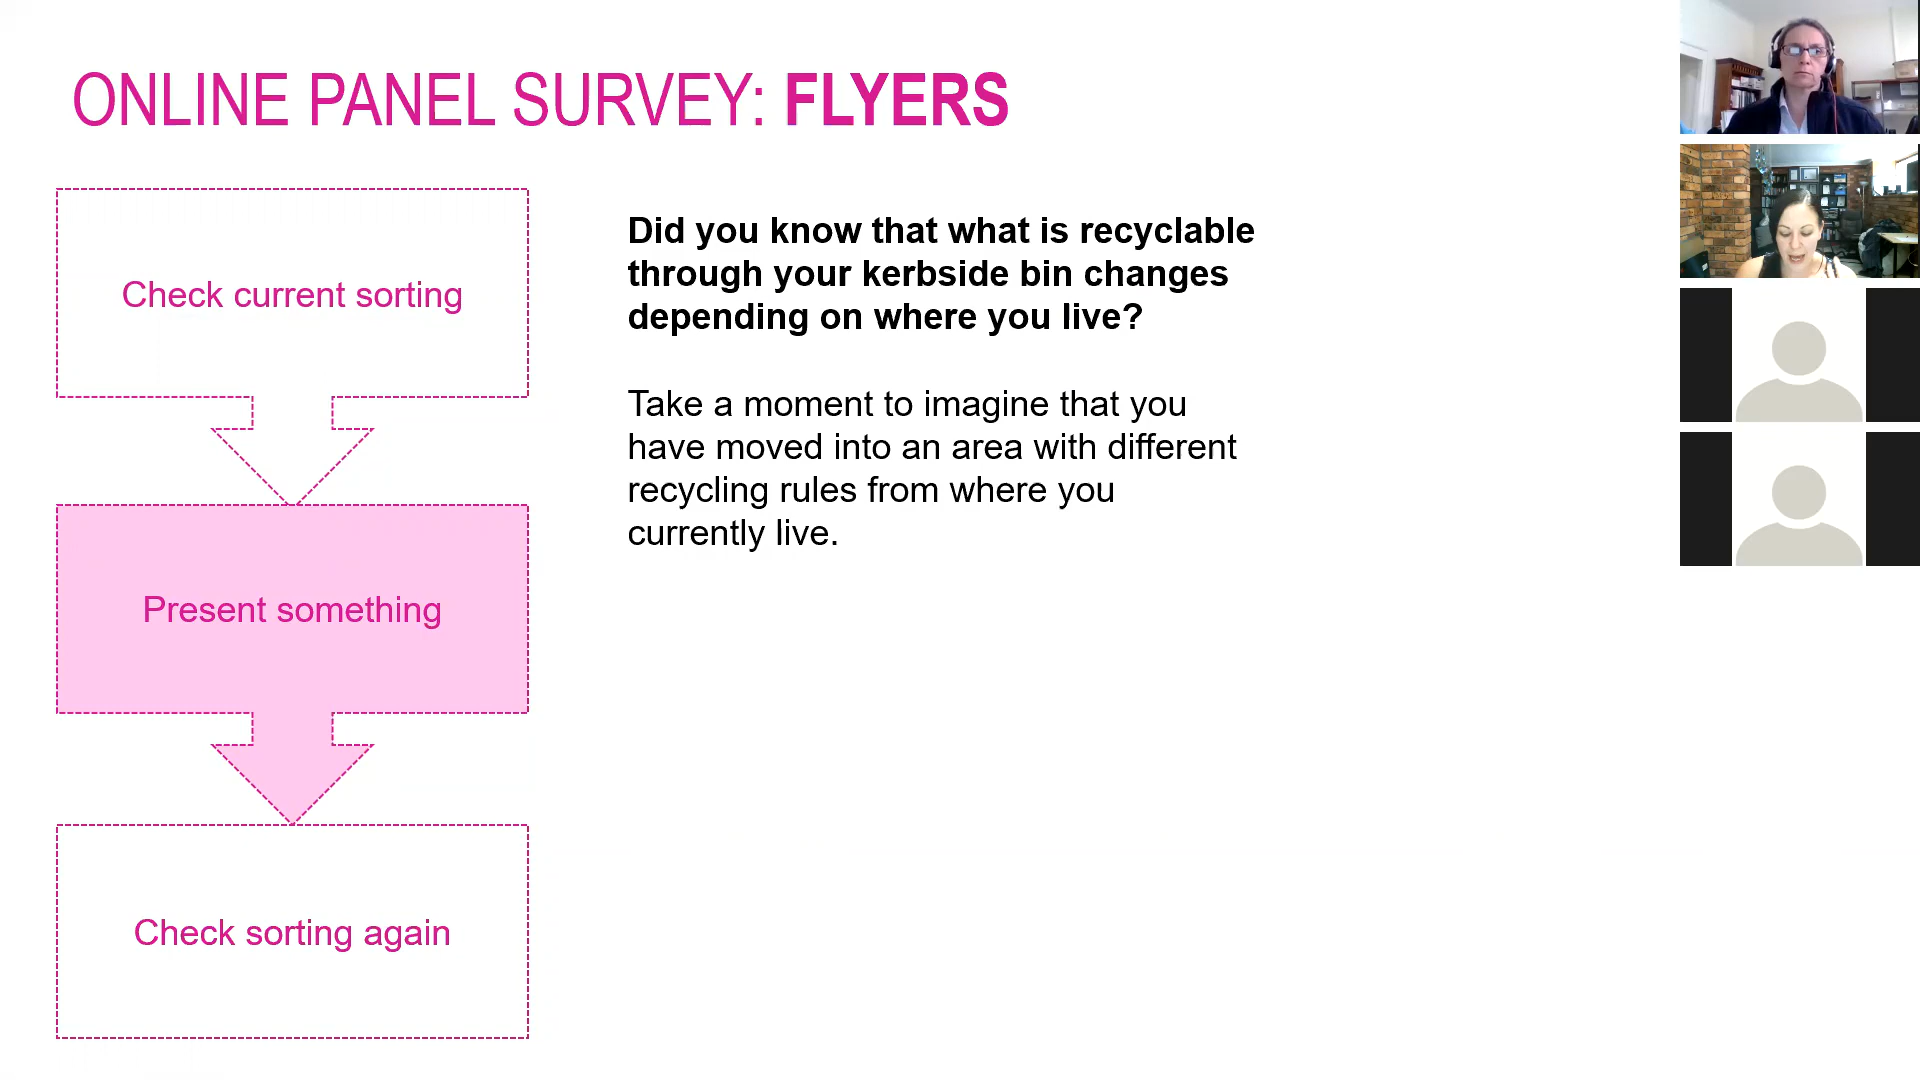 ONLINE PANEL SURVEY: FLYERS
Check current sorting
Present something
Check sorting again
Did you know that what is recyclable
through your kerbside bin changes
depending on where you live?
Take a moment to imagine that you
have moved into an area with different
recycling rules from where you
currently live.